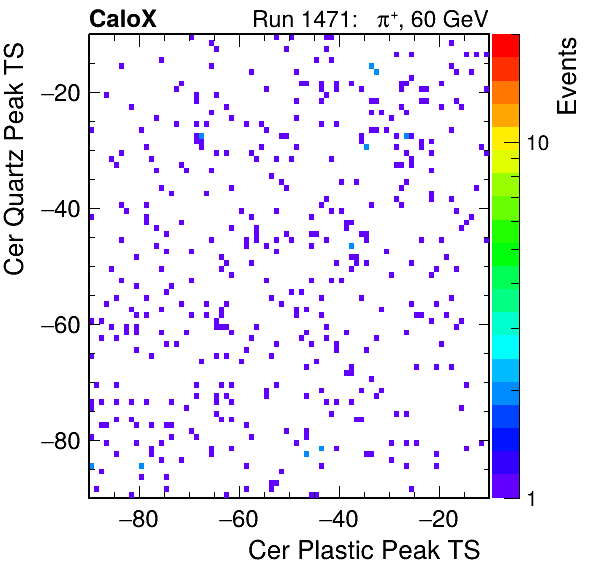 CaloX Run 1471: π⁺, 60 GeV
Cer Quartz Peak TS
−20
−40
−60
−80
−80 −60 −40 −20
Cer Plastic Peak TS
Events
10
1